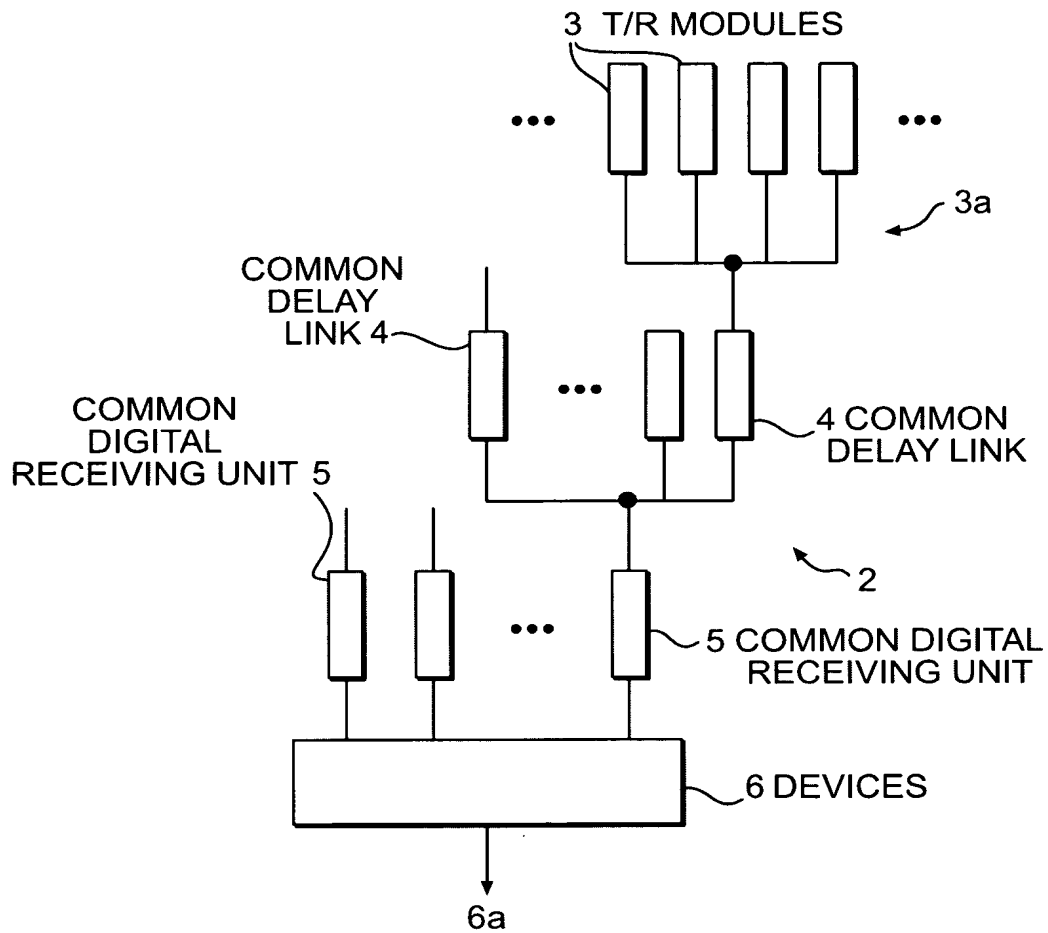 3 T/R MODULES
3a
COMMON
DELAY
LINK 4
COMMON
DIGITAL
RECEIVING UNIT 5
4 COMMON
DELAY LINK
2
5 COMMON DIGITAL
RECEIVING UNIT
6 DEVICES
6a